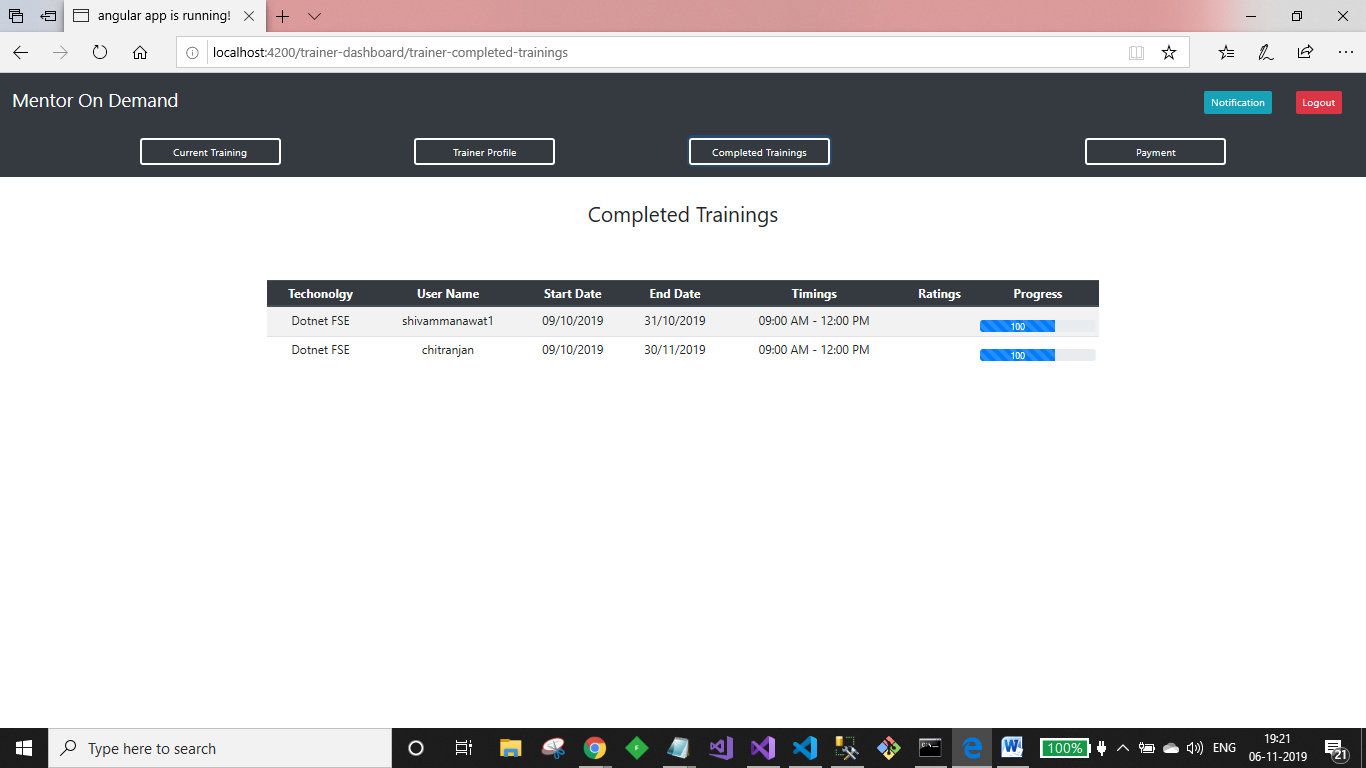 angular app is running!
localhost:4200/trainer-dashboard/trainer-completed-trainings
Mentor On Demand
Notification
Logout
Current Training
Trainer Profile
Completed Trainings
Payment
Completed Trainings
Techonolgy User Name Start Date End Date Timings Ratings Progress
Dotnet FSE shivammanawat1 09/10/2019 31/10/2019 09:00 AM - 12:00 PM 100
Dotnet FSE chitranjan 09/10/2019 30/11/2019 09:00 AM - 12:00 PM 100
Type here to search
100%
ENG
19:21
06-11-2019
21